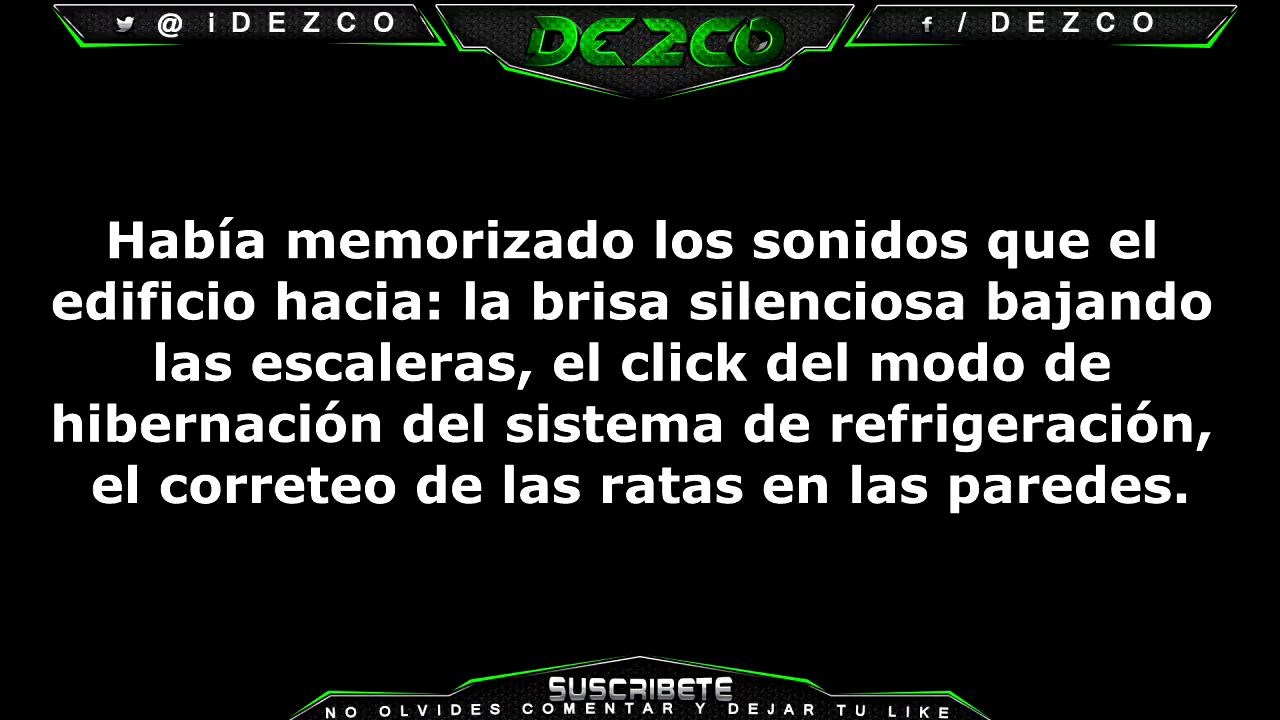 @iDEZCO
DEZCO
/DEZCO
Había memorizado los sonidos que el
edificio hacia: la brisa silenciosa bajando
las escaleras, el click del modo de
hibernación del sistema de refrigeración,
el correteo de las ratas en las paredes.
SUSCRIBETE
NO OLVIDES COMENTAR Y DEJAR TU LIKE